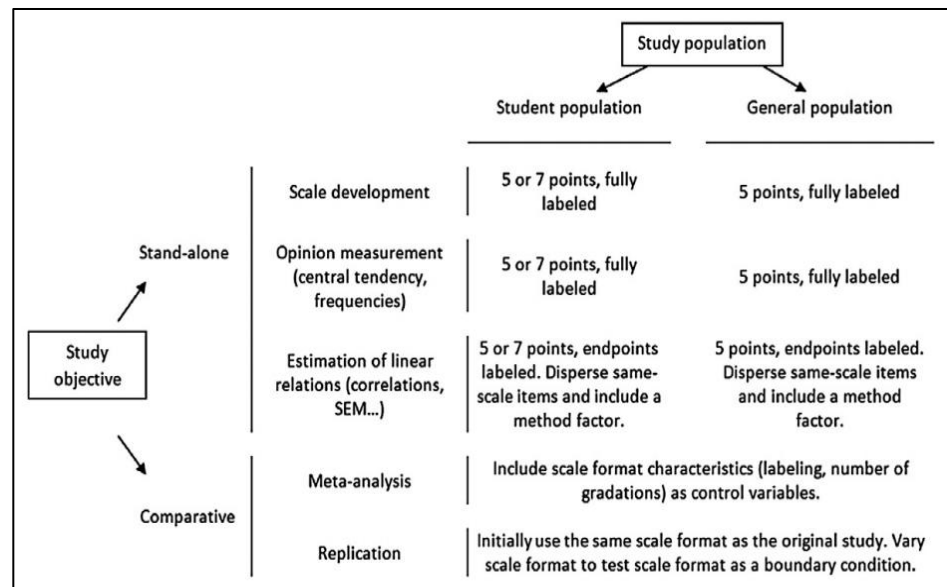 Study population
Student population
General population
Stand-alone
Scale development
5 or 7 points, fully
labeled
5 points, fully labeled
Opinion measurement
(central tendency,
frequencies)
5 or 7 points, fully
labeled
5 points, fully labeled
Study
objective
Estimation of linear
relations (correlations,
SEM...)
5 or 7 points, endpoints
labeled. Disperse same-
scale items and include a
method factor.
5 points, endpoints labeled.
Disperse same-scale items
and include a method
factor.
Comparative
Meta-analysis
Include scale format characteristics (labeling, number of
gradations) as control variables.
Replication
Initially use the same scale format as the original study. Vary
scale format to test scale format as a boundary condition.